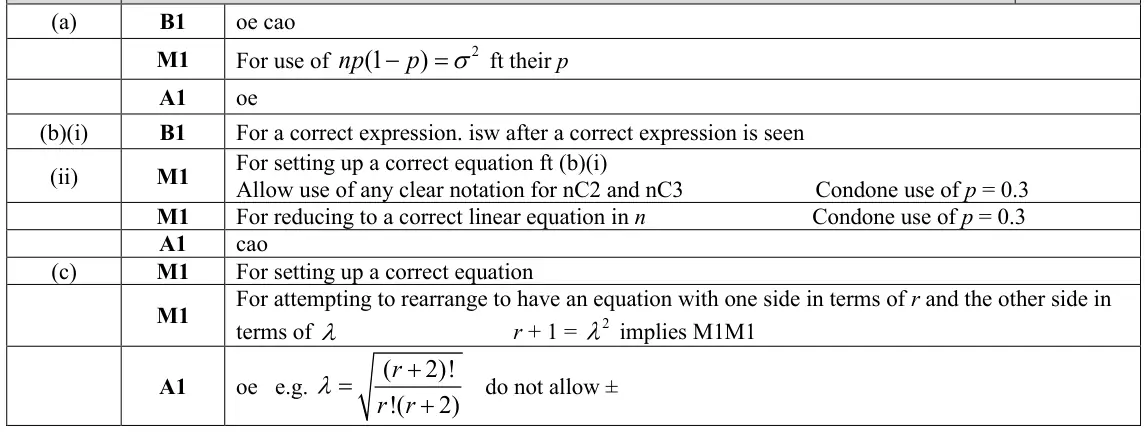 (a) B1 oe cao
M1 For use of np(1 − p) = σ² ft their p
A1 oe
(b)(i) B1 For a correct expression. isw after a correct expression is seen
(ii) M1 For setting up a correct equation ft (b)(i)
Allow use of any clear notation for nC2 and nC3 Condone use of p = 0.3
M1 For reducing to a correct linear equation in n Condone use of p = 0.3
A1 cao
(c) M1 For setting up a correct equation
M1 For attempting to rearrange to have an equation with one side in terms of r and the other side in
terms of λ r + 1 = λ² implies M1M1
A1 oe e.g. λ = √((r + 2)! / r!(r + 2)) do not allow ±